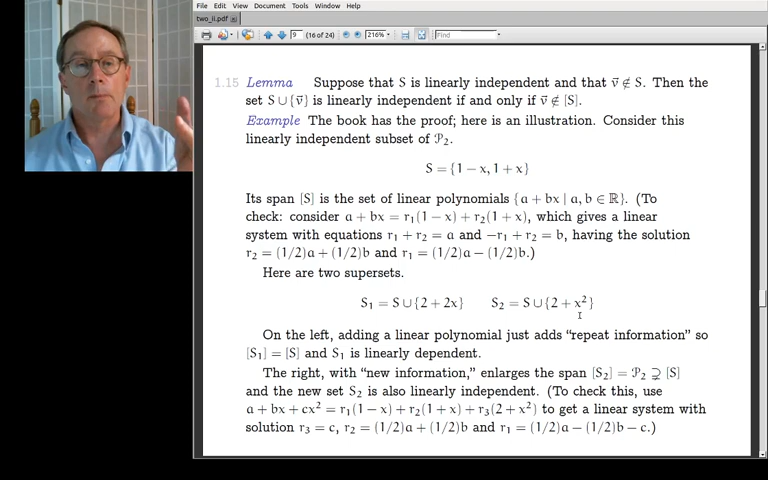 File Edit View Document Tools Window Help
two_ii.pdf
9 (16 of 24) 216% Find
1.15 Lemma Suppose that S is linearly independent and that v⃗ ∉ S. Then the
set S ∪ {v⃗} is linearly independent if and only if v⃗ ∉ [S].
Example The book has the proof; here is an illustration. Consider this
linearly independent subset of P₂.
S = {1 − x, 1 + x}
Its span [S] is the set of linear polynomials {a + bx | a, b ∈ ℝ}. (To
check: consider a + bx = r₁(1 − x) + r₂(1 + x), which gives a linear
system with equations r₁ + r₂ = a and −r₁ + r₂ = b, having the solution
r₂ = (1/2)a + (1/2)b and r₁ = (1/2)a − (1/2)b.)
Here are two supersets.
S₁ = S ∪ {2 + 2x} S₂ = S ∪ {2 + x²}
On the left, adding a linear polynomial just adds “repeat information” so
[S₁] = [S] and S₁ is linearly dependent.
The right, with “new information,” enlarges the span [S₂] = P₂ ⊋ [S]
and the new set S₂ is also linearly independent. (To check this, use
a + bx + cx² = r₁(1 − x) + r₂(1 + x) + r₃(2 + x²) to get a linear system with
solution r₃ = c, r₂ = (1/2)a + (1/2)b and r₁ = (1/2)a − (1/2)b − c.)